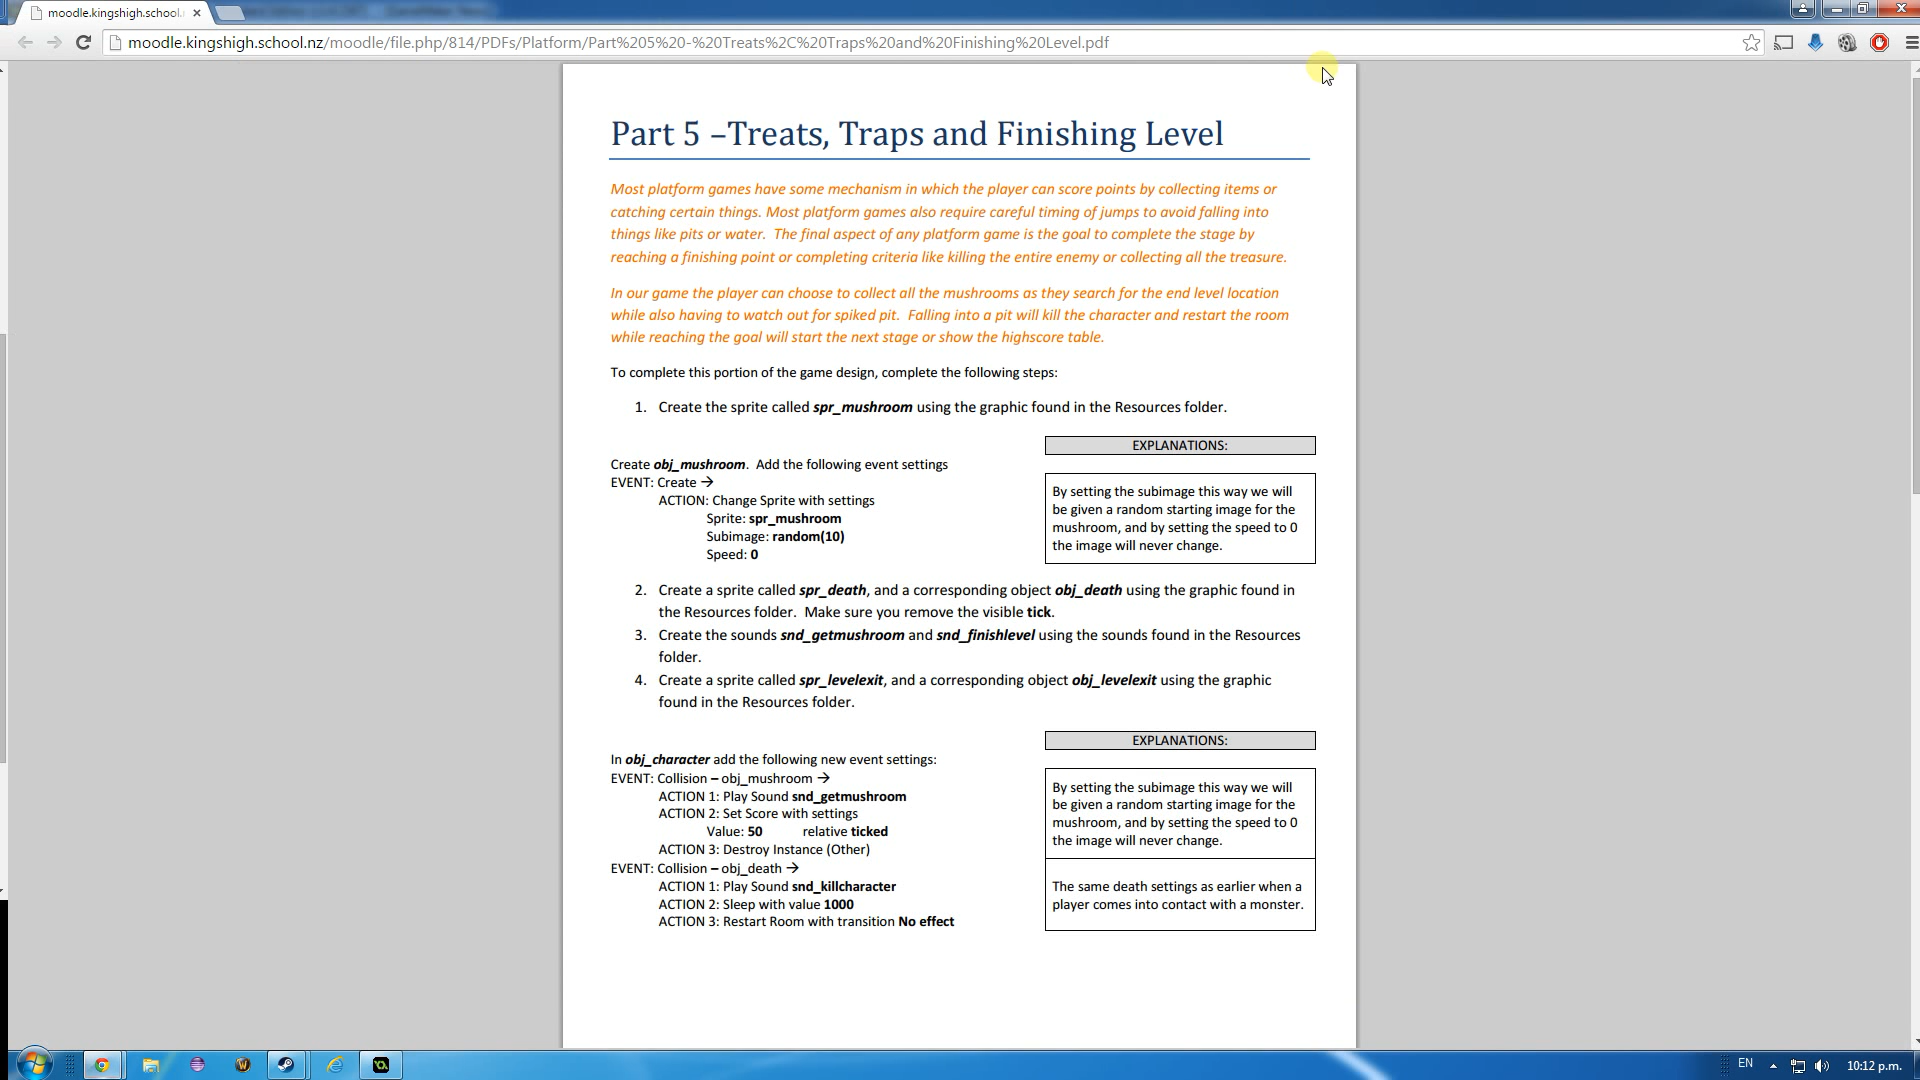 moodle.kingshigh.school.
moodle.kingshigh.school.nz/moodle/file.php/814/PDFs/Platform/Part%205%20-%20Treats%2C%20Traps%20and%20Finishing%20Level.pdf
Part 5 –Treats, Traps and Finishing Level
Most platform games have some mechanism in which the player can score points by collecting items or
catching certain things. Most platform games also require careful timing of jumps to avoid falling into
things like pits or water.  The final aspect of any platform game is the goal to complete the stage by
reaching a finishing point or completing criteria like killing the entire enemy or collecting all the treasure.
In our game the player can choose to collect all the mushrooms as they search for the end level location
while also having to watch out for spiked pit.  Falling into a pit will kill the character and restart the room
while reaching the goal will start the next stage or show the highscore table.
To complete this portion of the game design, complete the following steps:
1. Create the sprite called spr_mushroom using the graphic found in the Resources folder.
EXPLANATIONS:
Create obj_mushroom.  Add the following event settings
EVENT: Create →
ACTION: Change Sprite with settings
Sprite: spr_mushroom
Subimage: random(10)
Speed: 0
By setting the subimage this way we will
be given a random starting image for the
mushroom, and by setting the speed to 0
the image will never change.
2. Create a sprite called spr_death, and a corresponding object obj_death using the graphic found in
the Resources folder.  Make sure you remove the visible tick.
3. Create the sounds snd_getmushroom and snd_finishlevel using the sounds found in the Resources
folder.
4. Create a sprite called spr_levelexit, and a corresponding object obj_levelexit using the graphic
found in the Resources folder.
EXPLANATIONS:
In obj_character add the following new event settings:
EVENT: Collision – obj_mushroom →
ACTION 1: Play Sound snd_getmushroom
ACTION 2: Set Score with settings
Value: 50 relative ticked
ACTION 3: Destroy Instance (Other)
EVENT: Collision – obj_death →
ACTION 1: Play Sound snd_killcharacter
ACTION 2: Sleep with value 1000
ACTION 3: Restart Room with transition No effect
By setting the subimage this way we will
be given a random starting image for the
mushroom, and by setting the speed to 0
the image will never change.
The same death settings as earlier when a
player comes into contact with a monster.
EN
10:12 p.m.